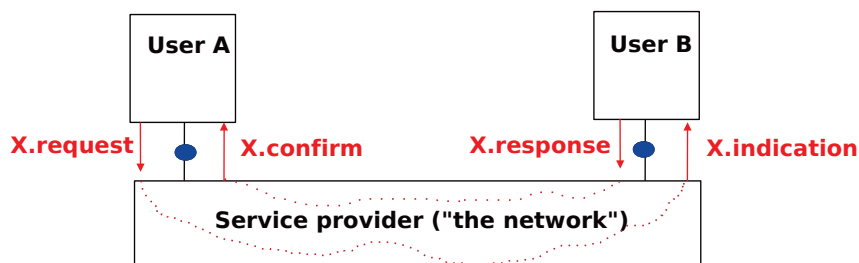 User A
User B
X.request
X.confirm
X.response
X.indication
Service provider ("the network")